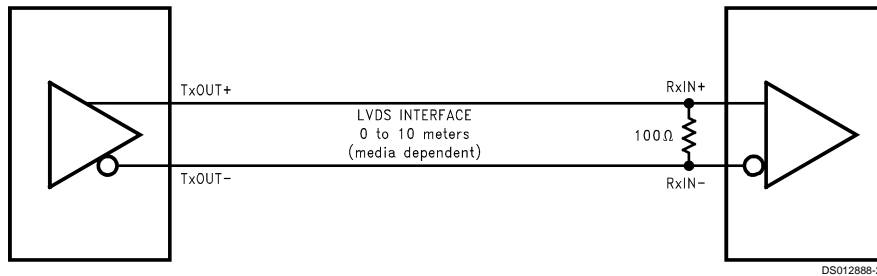 TxOUT+
RxIN+
LVDS INTERFACE
0 to 10 meters
(media dependent)
100Ω
TxOUT-
RxIN-